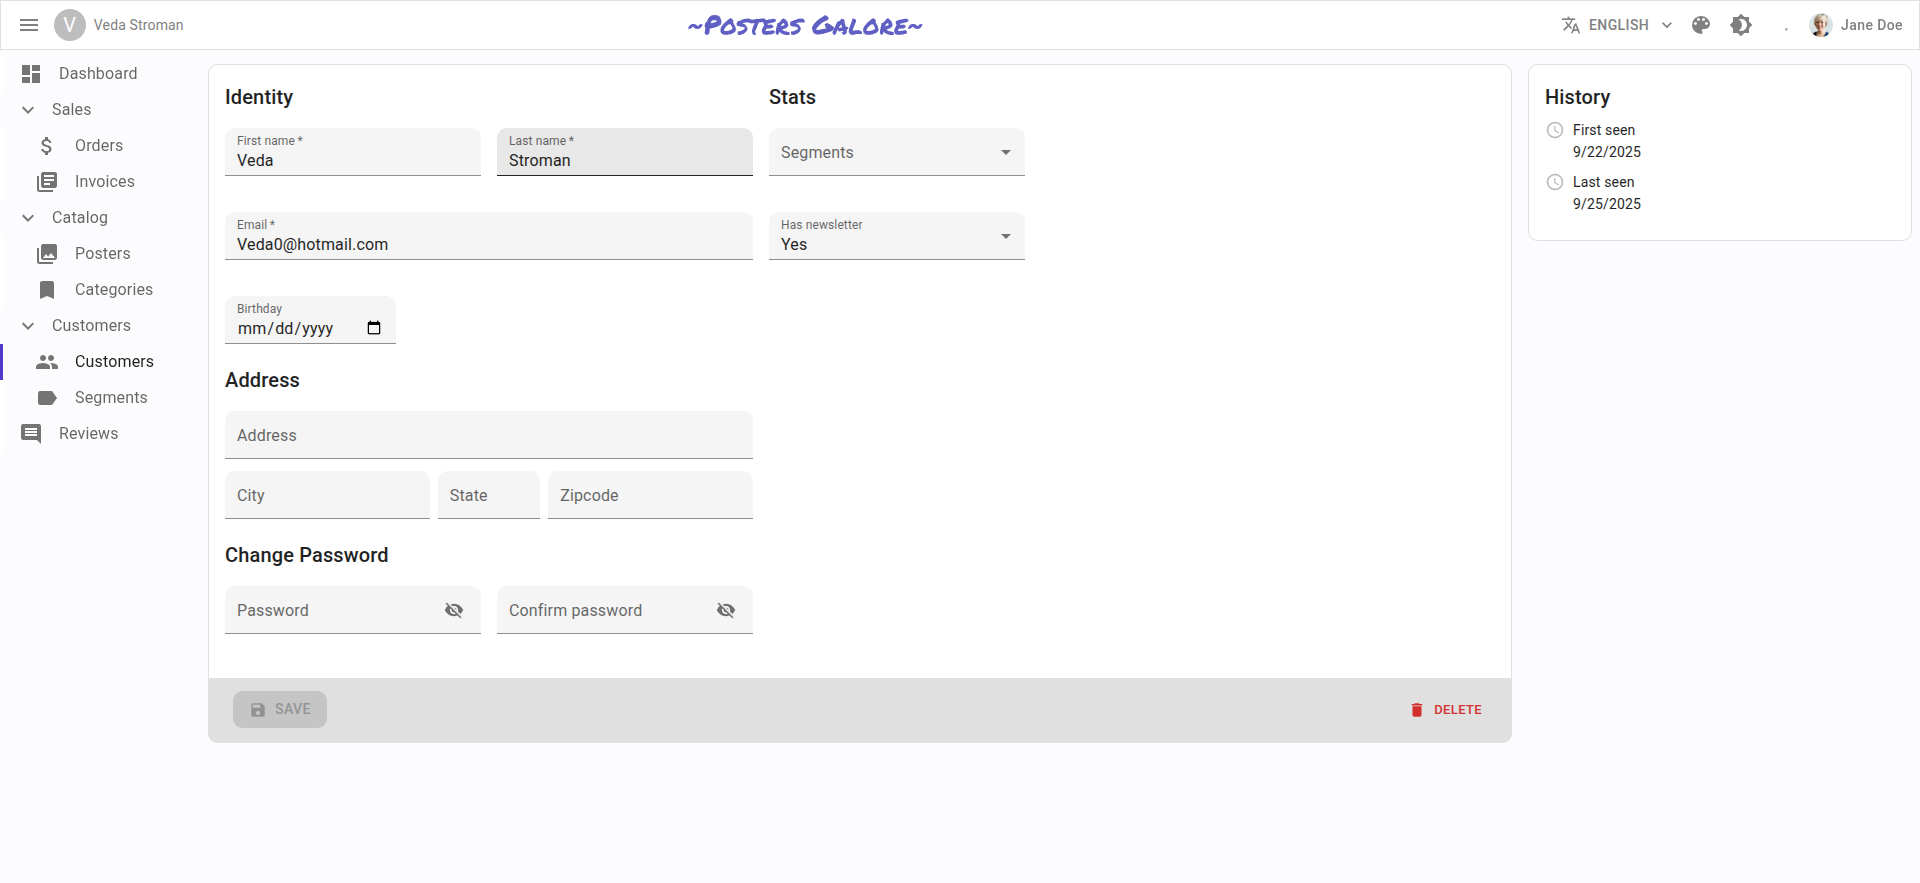 V Veda Stroman
~Posters Galore~
ENGLISH
Jane Doe
Dashboard
Sales
Orders
Invoices
Catalog
Posters
Categories
Customers
Customers
Segments
Reviews
Identity
First name *
Veda
Last name *
Stroman
Email *
Veda0@hotmail.com
Birthday
mm/dd/yyyy
Stats
Segments
Has newsletter
Yes
Address
Address
City
State
Zipcode
Change Password
Password
Confirm password
SAVE
DELETE
History
First seen
9/22/2025
Last seen
9/25/2025